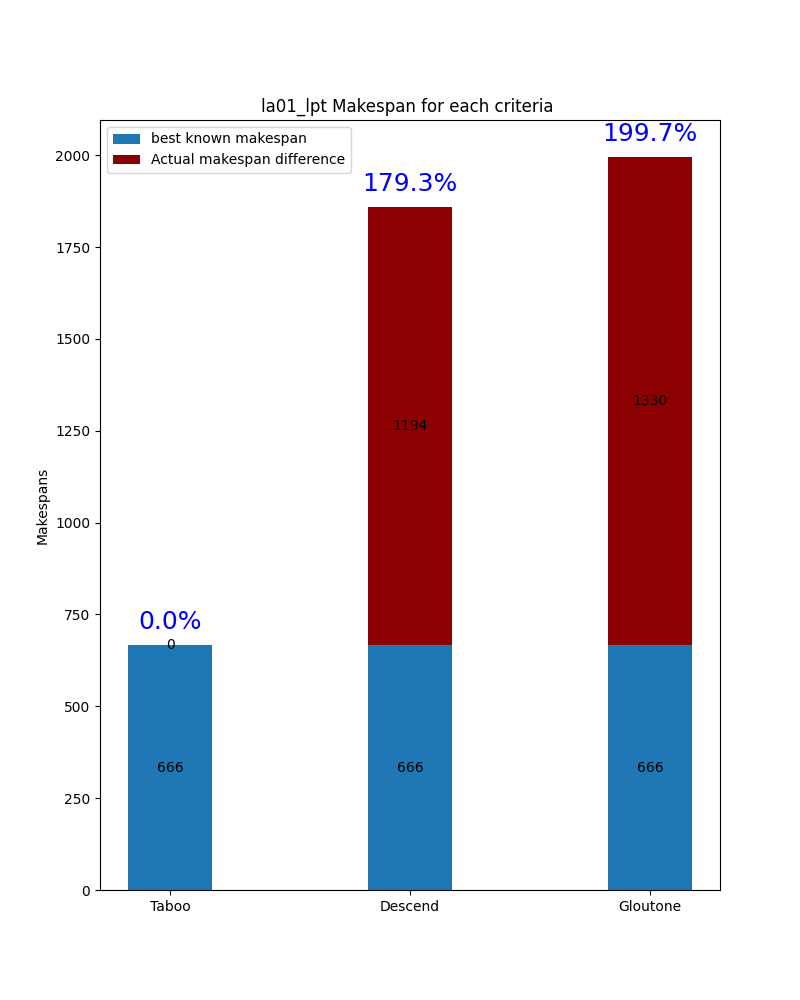 la01_lpt Makespan for each criteria
best known makespan
Actual makespan difference
199.7%
179.3%
0.0%
0
1194
1330
666
666
666
Makespans
2000
1750
1500
1250
1000
750
500
250
0
Taboo
Descend
Gloutone